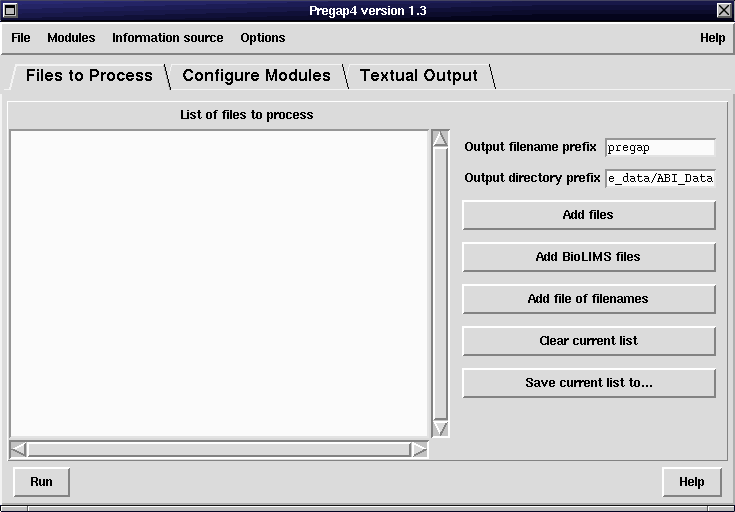 Pregap4 version 1.3
File Modules Information source Options Help
Files to Process Configure Modules Textual Output
List of files to process
Output filename prefix pregap
Output directory prefix e_data/ABI_Data
Add files
Add BioLIMS files
Add file of filenames
Clear current list
Save current list to...
Run Help